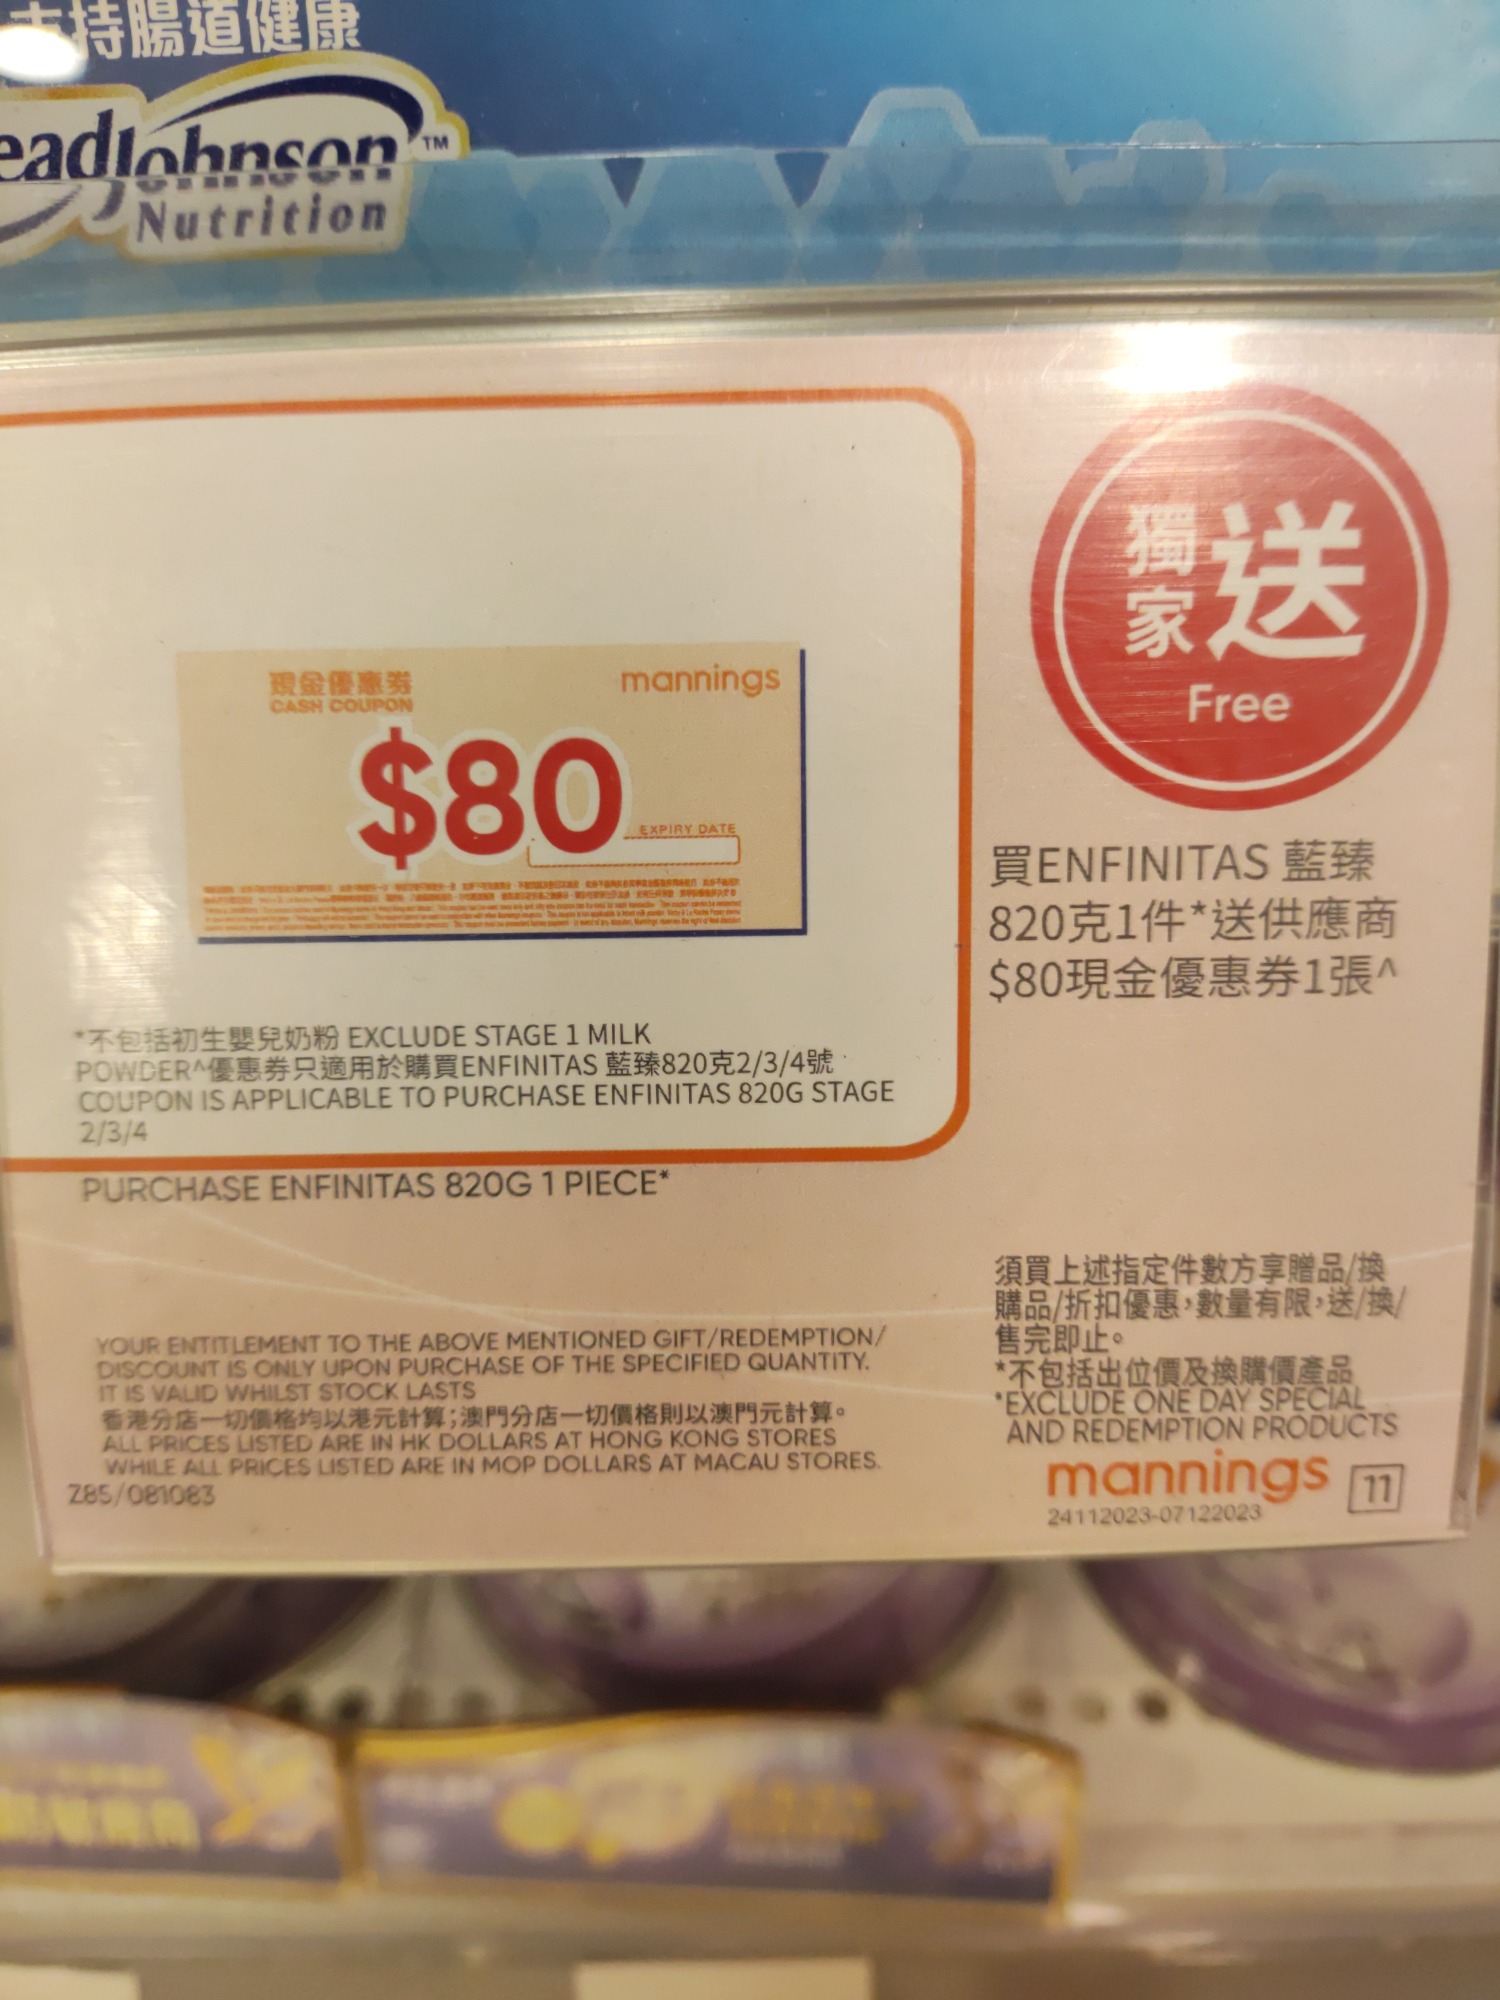 持腸道健康
eadJohnson™
Nutrition
獨家送
Free
現金優惠券
CASH COUPON
mannings
$80
EXPIRY DATE
買ENFINITAS 藍臻
820克1件*送供應商
$80現金優惠券1張^
*不包括初生嬰兒奶粉 EXCLUDE STAGE 1 MILK
POWDER^優惠券只適用於購買ENFINITAS 藍臻820克2/3/4號
COUPON IS APPLICABLE TO PURCHASE ENFINITAS 820G STAGE
2/3/4
PURCHASE ENFINITAS 820G 1 PIECE*
須買上述指定件數方享贈品/換
購品/折扣優惠，數量有限，送/換/
售完即止。
*不包括出位價及換購價產品
*EXCLUDE ONE DAY SPECIAL
AND REDEMPTION PRODUCTS
YOUR ENTITLEMENT TO THE ABOVE MENTIONED GIFT/REDEMPTION/
DISCOUNT IS ONLY UPON PURCHASE OF THE SPECIFIED QUANTITY.
IT IS VALID WHILST STOCK LASTS
香港分店一切價格均以港元計算;澳門分店一切價格則以澳門元計算。
ALL PRICES LISTED ARE IN HK DOLLARS AT HONG KONG STORES
WHILE ALL PRICES LISTED ARE IN MOP DOLLARS AT MACAU STORES.
Z85/081083
mannings 11
24112023-07122023